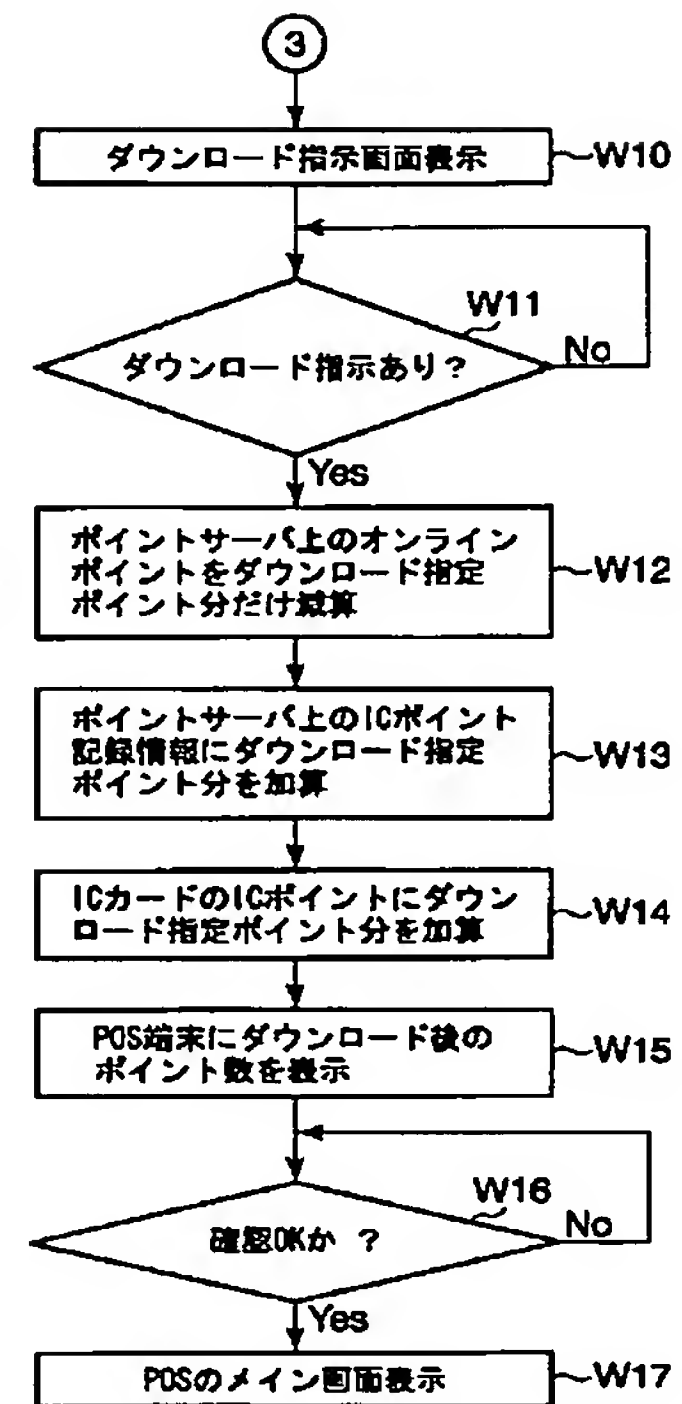 3
ダウンロード指示画面表示
W10
W11
ダウンロード指示あり?
No
Yes
ポイントサーバ上のオンライン
ポイントをダウンロード指定
ポイント分だけ減算
W12
ポイントサーバ上のICポイント
記録情報にダウンロード指定
ポイント分を加算
W13
ICカードのICポイントにダウン
ロード指定ポイント分を加算
W14
POS端末にダウンロード後の
ポイント数を表示
W15
W16
確認OKか ?
No
Yes
POSのメイン画面表示
W17